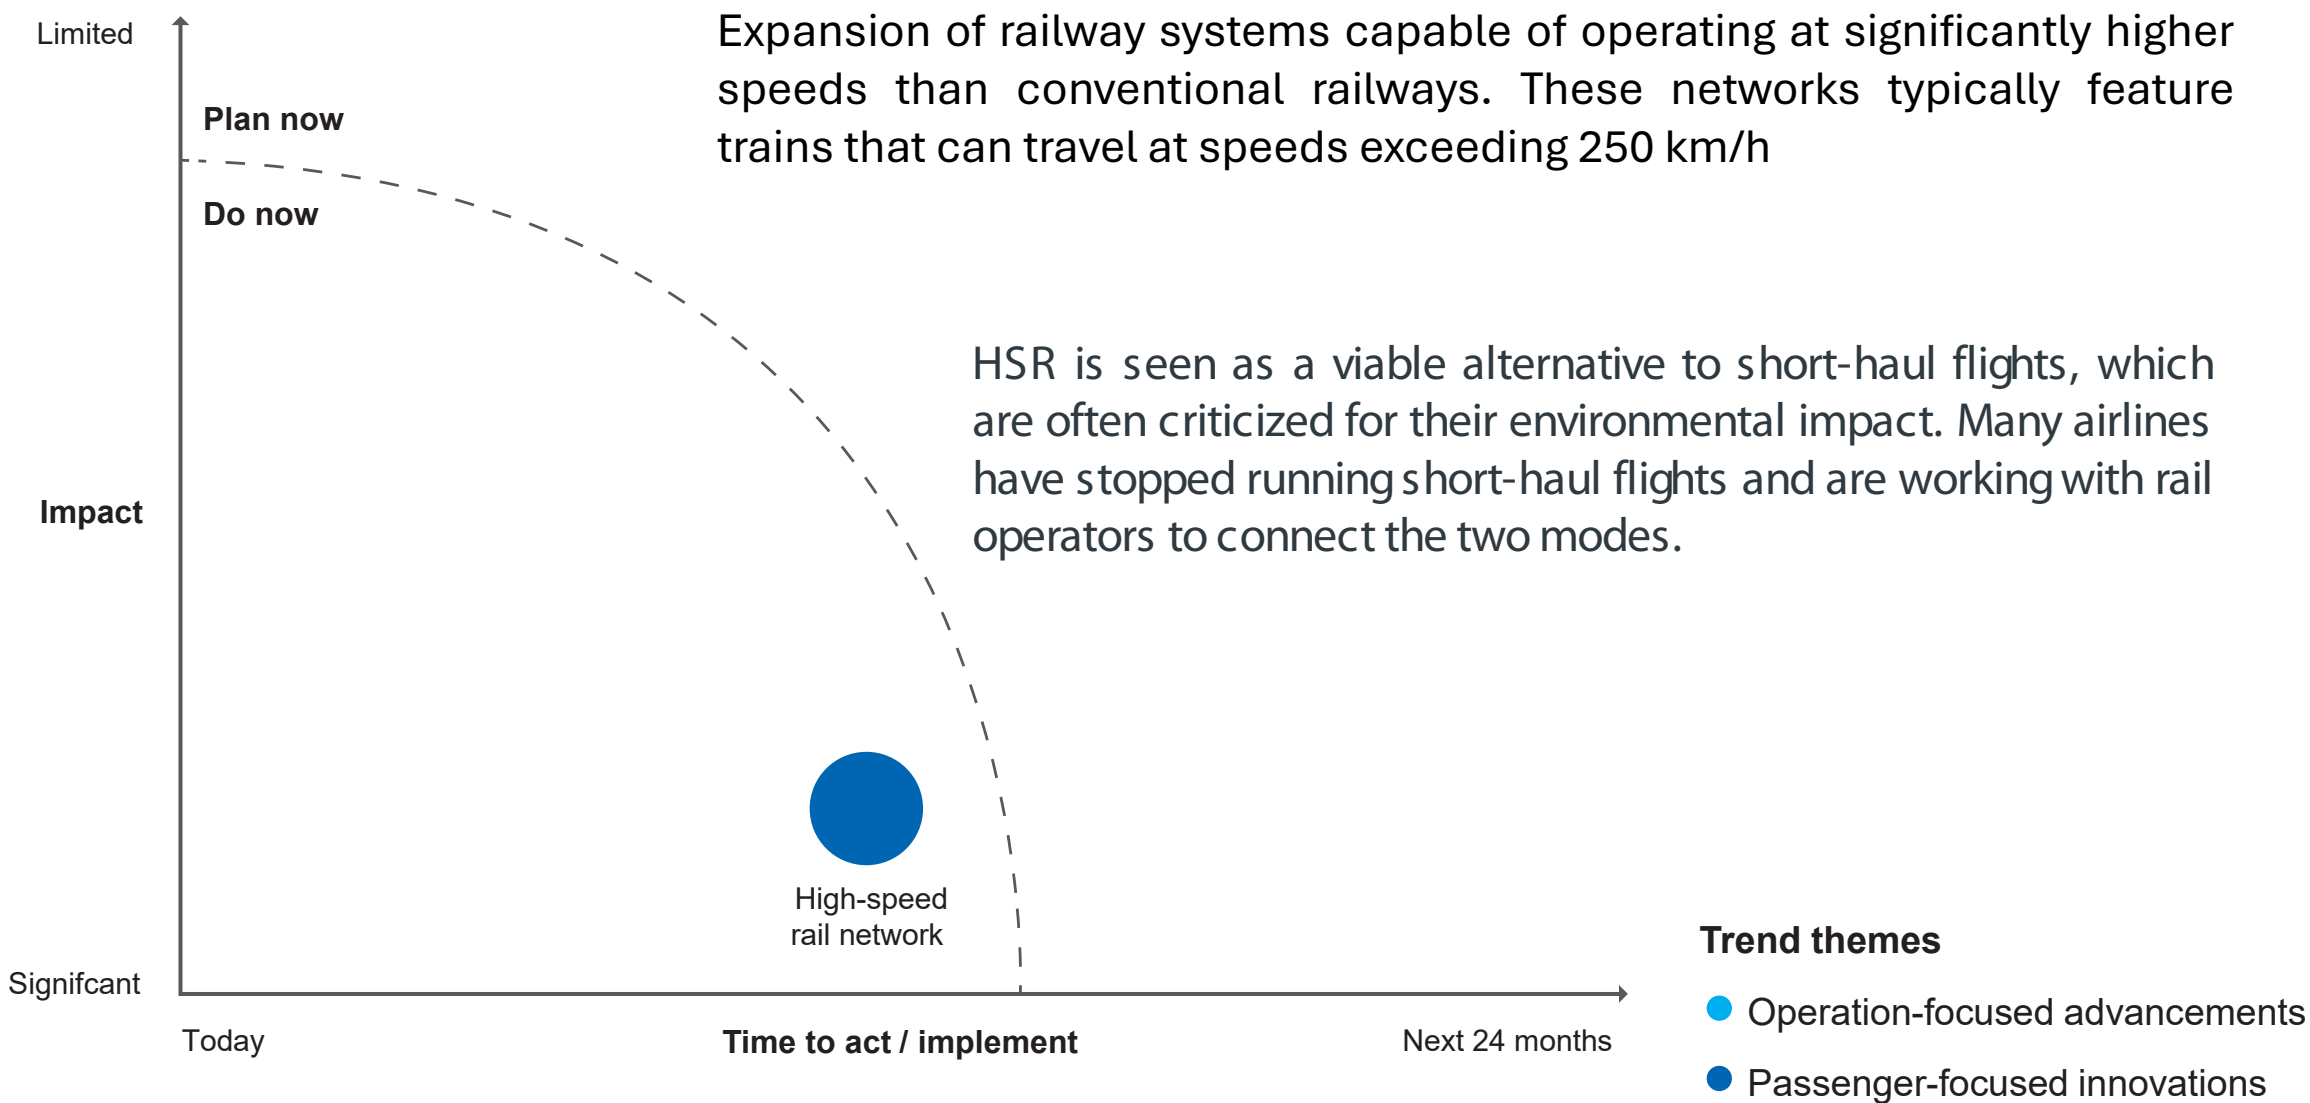 Limited
Expansion of railway systems capable of operating at significantly higher
speeds than conventional railways. These networks typically feature
trains that can travel at speeds exceeding 250 km/h
Plan now
Do now
HSR is seen as a viable alternative to short-haul flights, which
are often criticized for their environmental impact. Many airlines
have stopped running short-haul flights and are working with rail
operators to connect the two modes.
Impact
High-speed
rail network
Signifcant
Today
Time to act / implement
Next 24 months
Trend themes
Operation-focused advancements
Passenger-focused innovations